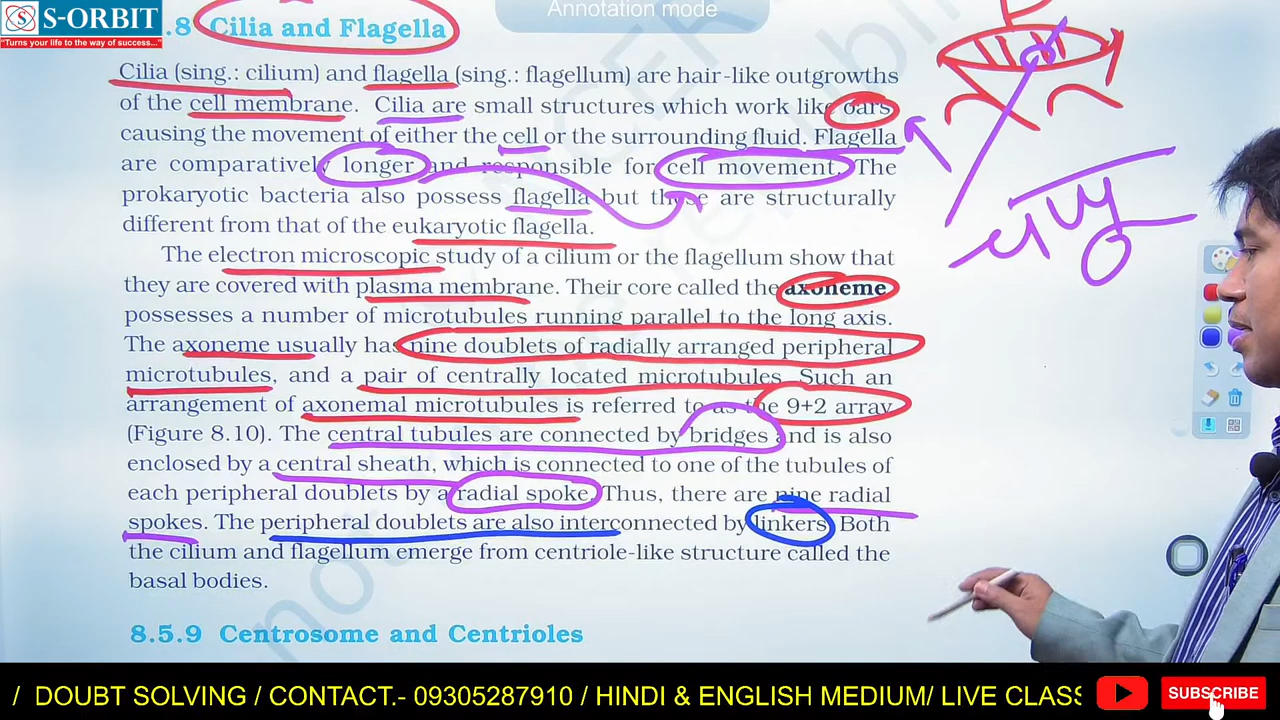 S-ORBIT
"Turns your life to the way of success..."
Annotation mode
.8 Cilia and Flagella
Cilia (sing.: cilium) and flagella (sing.: flagellum) are hair-like outgrowths
of the cell membrane. Cilia are small structures which work like oars
causing the movement of either the cell or the surrounding fluid. Flagella
are comparatively longer and responsible for cell movement. The
prokaryotic bacteria also possess flagella but these are structurally
different from that of the eukaryotic flagella.
The electron microscopic study of a cilium or the flagellum show that
they are covered with plasma membrane. Their core called the axoneme,
possesses a number of microtubules running parallel to the long axis.
The axoneme usually has nine doublets of radially arranged peripheral
microtubules, and a pair of centrally located microtubules. Such an
arrangement of axonemal microtubules is referred to as the 9+2 array
(Figure 8.10). The central tubules are connected by bridges and is also
enclosed by a central sheath, which is connected to one of the tubules of
each peripheral doublets by a radial spoke. Thus, there are nine radial
spokes. The peripheral doublets are also interconnected by linkers. Both
the cilium and flagellum emerge from centriole-like structure called the
basal bodies.
8.5.9 Centrosome and Centrioles
/ DOUBT SOLVING / CONTACT.- 09305287910 / HINDI & ENGLISH MEDIUM/ LIVE CLASS
SUBSCRIBE